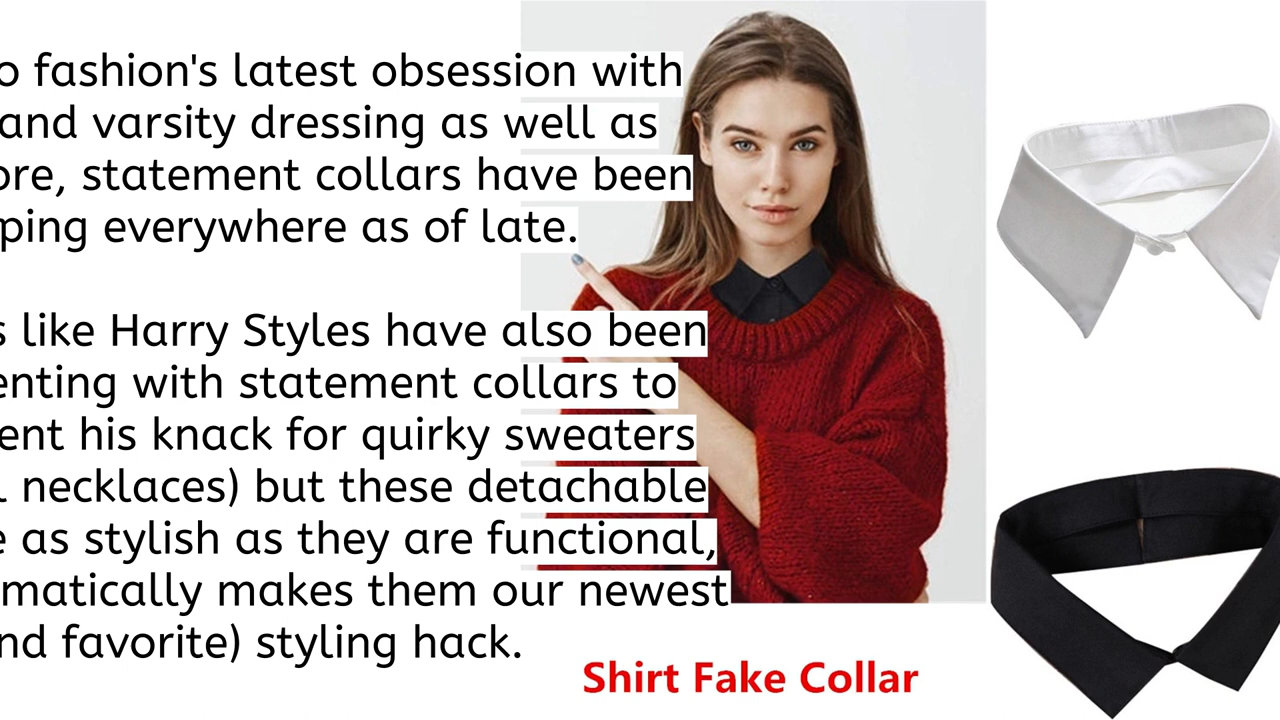 o fashion's latest obsession with
and varsity dressing as well as
ore, statement collars have been
ping everywhere as of late.
s like Harry Styles have also been
enting with statement collars to
ent his knack for quirky sweaters
necklaces) but these detachable
e as stylish as they are functional,
matically makes them our newest
nd favorite) styling hack.
Shirt Fake Collar